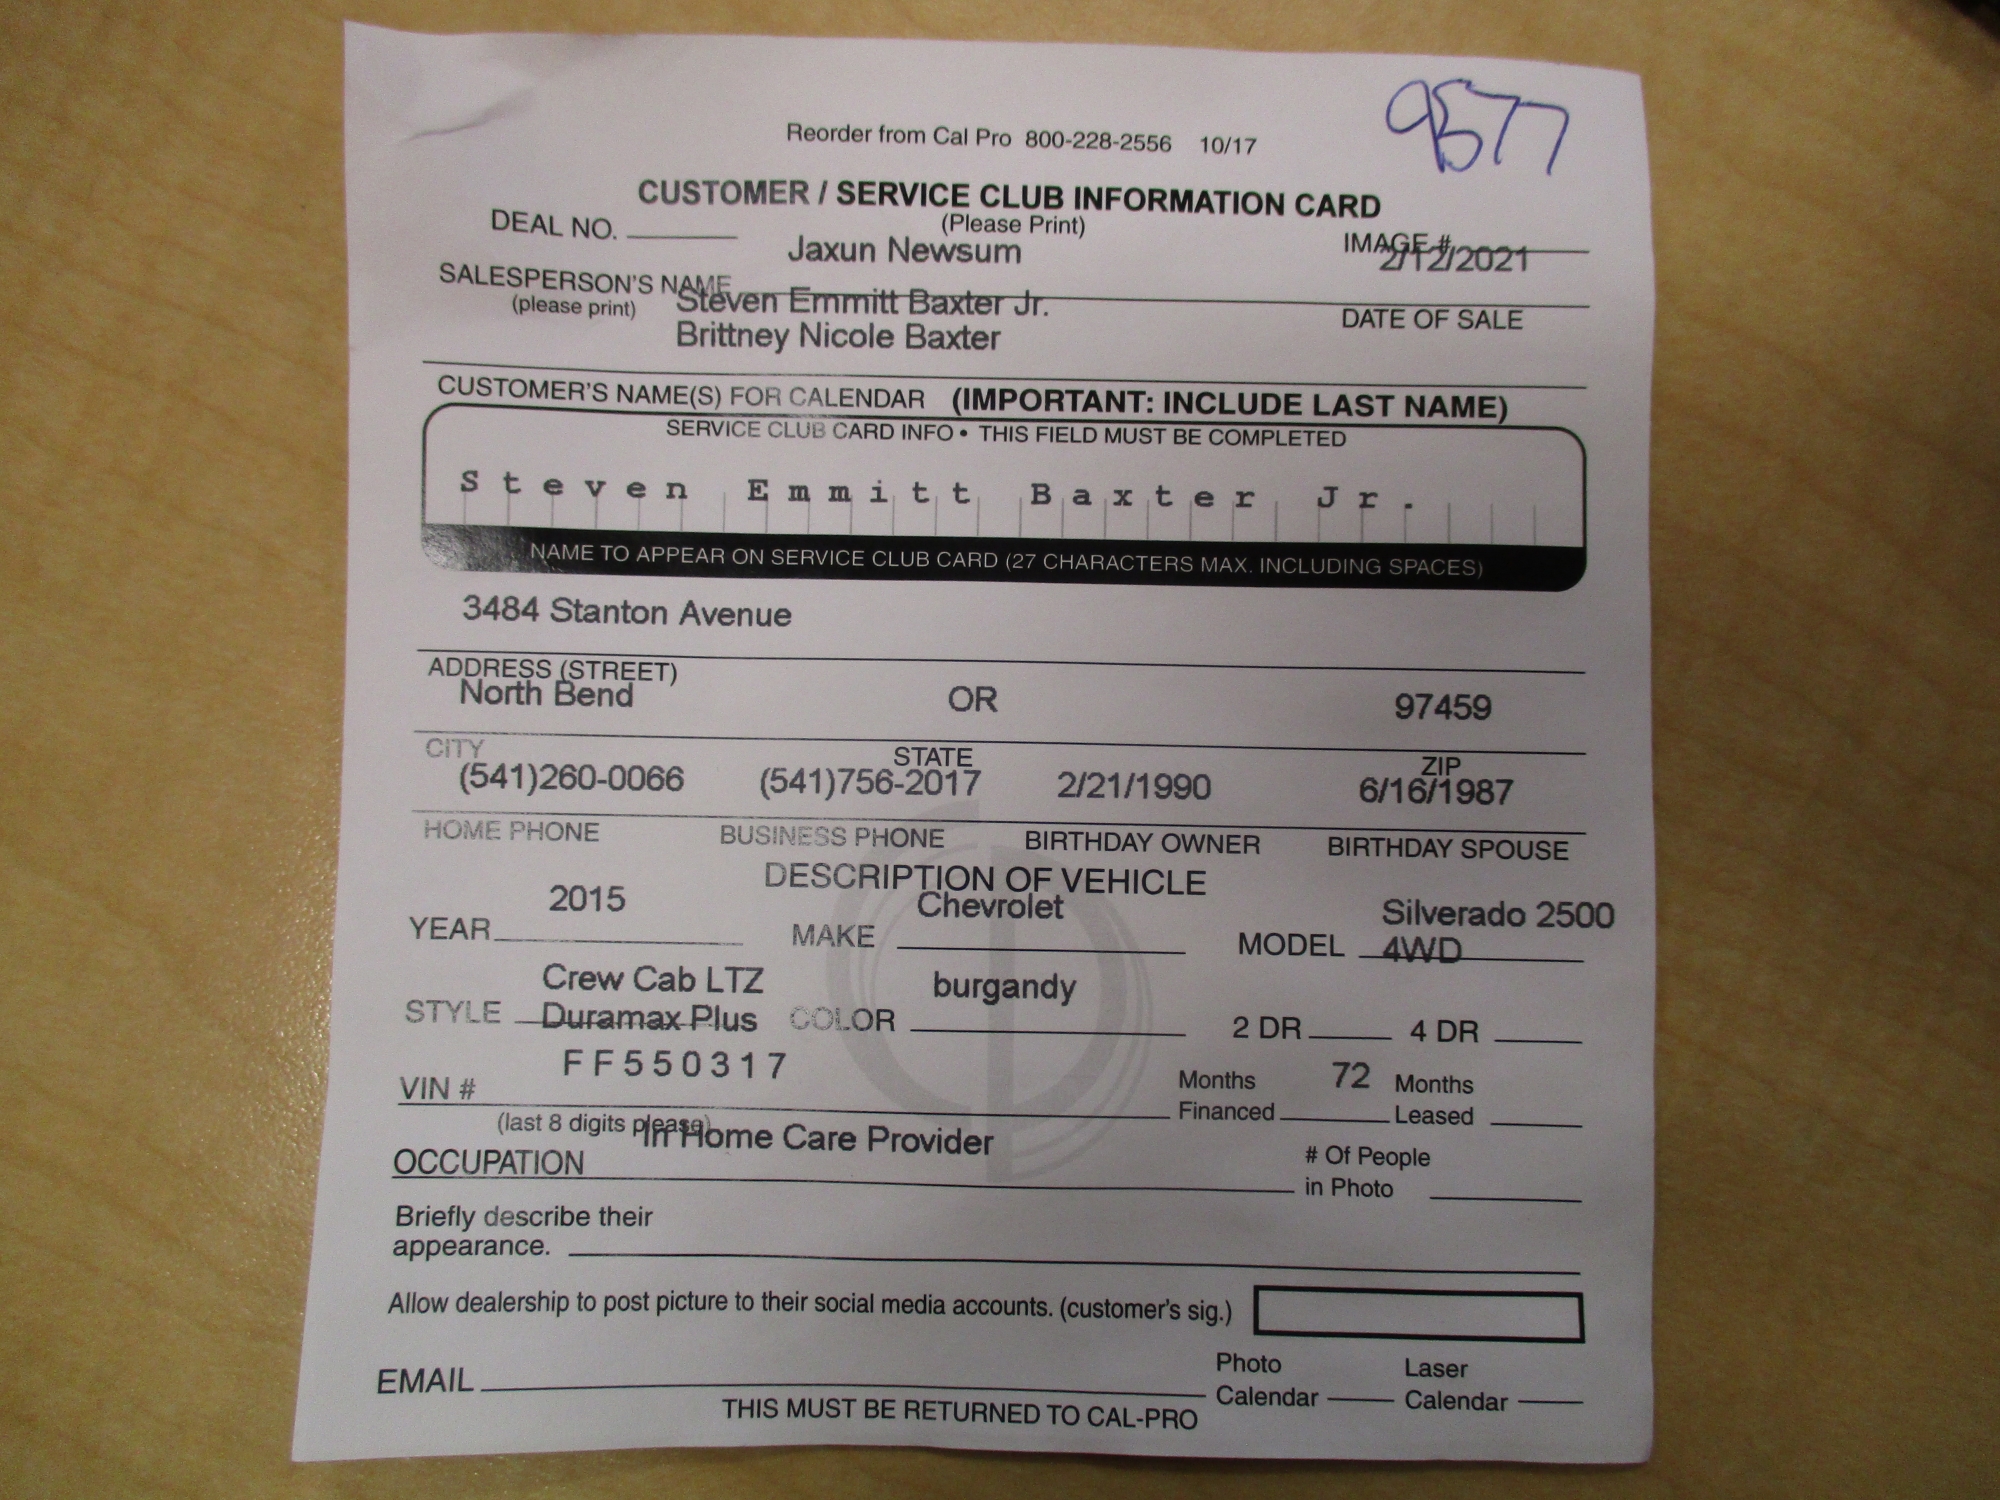 9577
Reorder from Cal Pro 800-228-2556 10/17
CUSTOMER / SERVICE CLUB INFORMATION CARD
(Please Print)
DEAL NO.
IMAGE #
Jaxun Newsum
2/12/2021
SALESPERSON'S NAME
(please print)
Steven Emmitt Baxter Jr.
Brittney Nicole Baxter
DATE OF SALE
CUSTOMER'S NAME(S) FOR CALENDAR (IMPORTANT: INCLUDE LAST NAME)
SERVICE CLUB CARD INFO • THIS FIELD MUST BE COMPLETED
Steven Emmitt Baxter Jr.
NAME TO APPEAR ON SERVICE CLUB CARD (27 CHARACTERS MAX. INCLUDING SPACES)
3484 Stanton Avenue
ADDRESS (STREET)
North Bend OR 97459
CITY STATE ZIP
(541)260-0066 (541)756-2017 2/21/1990 6/16/1987
HOME PHONE BUSINESS PHONE BIRTHDAY OWNER BIRTHDAY SPOUSE
DESCRIPTION OF VEHICLE
2015 Chevrolet Silverado 2500
YEAR MAKE MODEL 4WD
Crew Cab LTZ burgandy
STYLE Duramax Plus COLOR 2 DR 4 DR
FF550317
VIN #
(last 8 digits please)
Months Financed 72
Months Leased
In Home Care Provider
OCCUPATION
# Of People
in Photo
Briefly describe their
appearance.
Allow dealership to post picture to their social media accounts. (customer's sig.)
EMAIL
Photo Calendar
Laser Calendar
THIS MUST BE RETURNED TO CAL-PRO